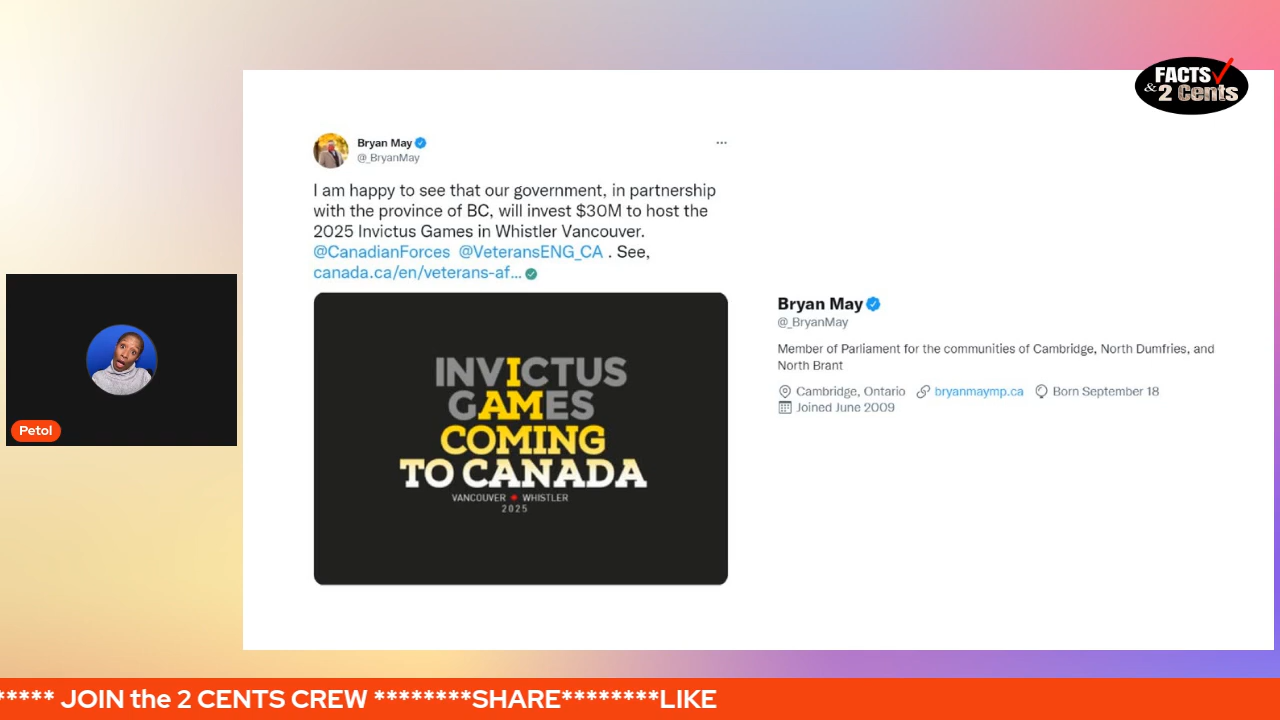 FACTS
& 2 Cents
Bryan May
@_BryanMay
...
I am happy to see that our government, in partnership
with the province of BC, will invest $30M to host the
2025 Invictus Games in Whistler Vancouver.
@CanadianForces @VeteransENG_CA . See,
canada.ca/en/veterans-af...
INVICTUS
GAMES
COMING
TO CANADA
VANCOUVER WHISTLER
2025
Bryan May
@_BryanMay
Member of Parliament for the communities of Cambridge, North Dumfries, and
North Brant
Cambridge, Ontario bryanmaymp.ca Born September 18
Joined June 2009
Petol
***** JOIN the 2 CENTS CREW ********SHARE********LIKE